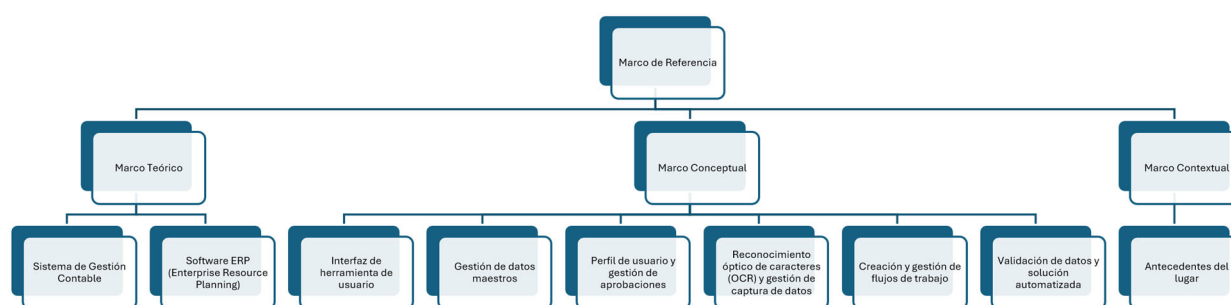 Marco de Referencia
Marco Teórico
Marco Conceptual
Marco Contextual
Sistema de Gestión
Contable
Software ERP
(Enterprise Resource
Planning)
Interfaz de
herramienta de
usuario
Gestión de datos
maestros
Perfil de usuario y
gestión de
aprobaciones
Reconocimiento
óptico de caracteres
(OCR) y gestión de
captura de datos
Creación y gestión de
flujos de trabajo
Validación de datos y
solución
automatizada
Antecedentes del
lugar